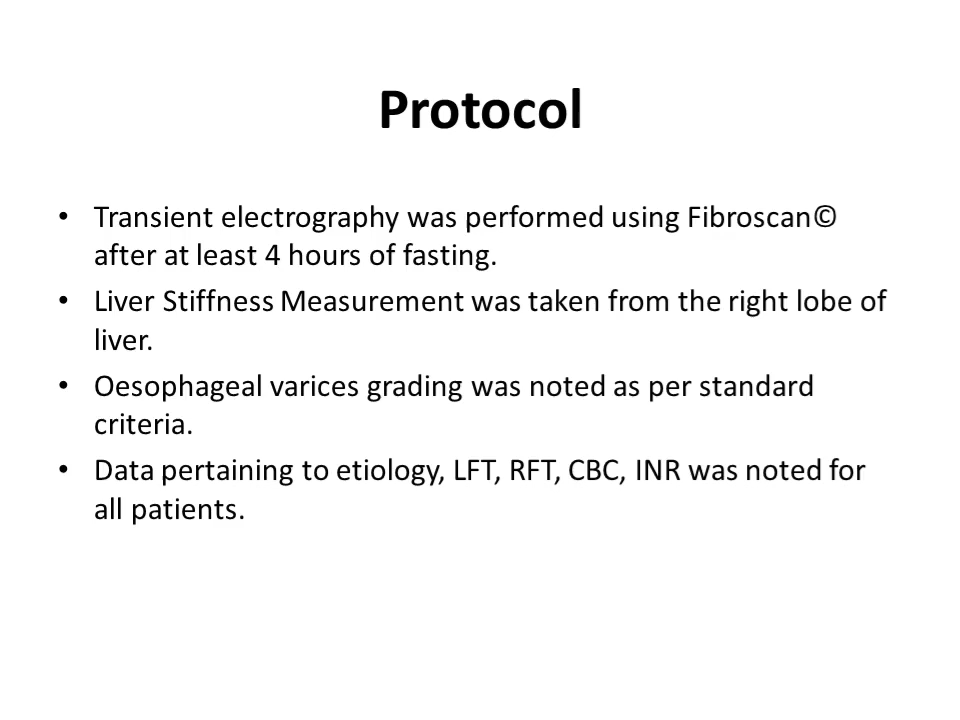 Protocol
• Transient electrography was performed using Fibroscan©
after at least 4 hours of fasting.
• Liver Stiffness Measurement was taken from the right lobe of
liver.
• Oesophageal varices grading was noted as per standard
criteria.
• Data pertaining to etiology, LFT, RFT, CBC, INR was noted for
all patients.